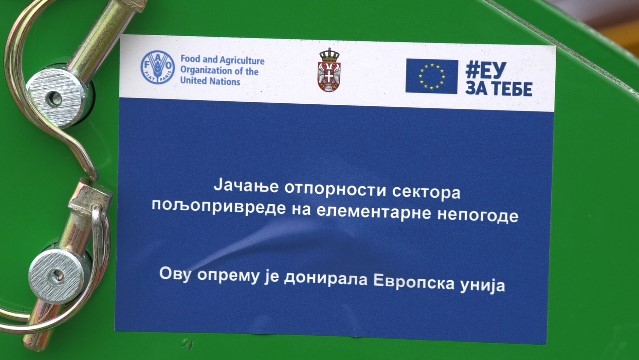 Food and Agriculture
Organization of the
United Nations
#ЕУ
ЗА ТЕБЕ
Јачање отпорности сектора
пољопривреде на елементарне непогоде
Ову опрему је донирала Европска унија